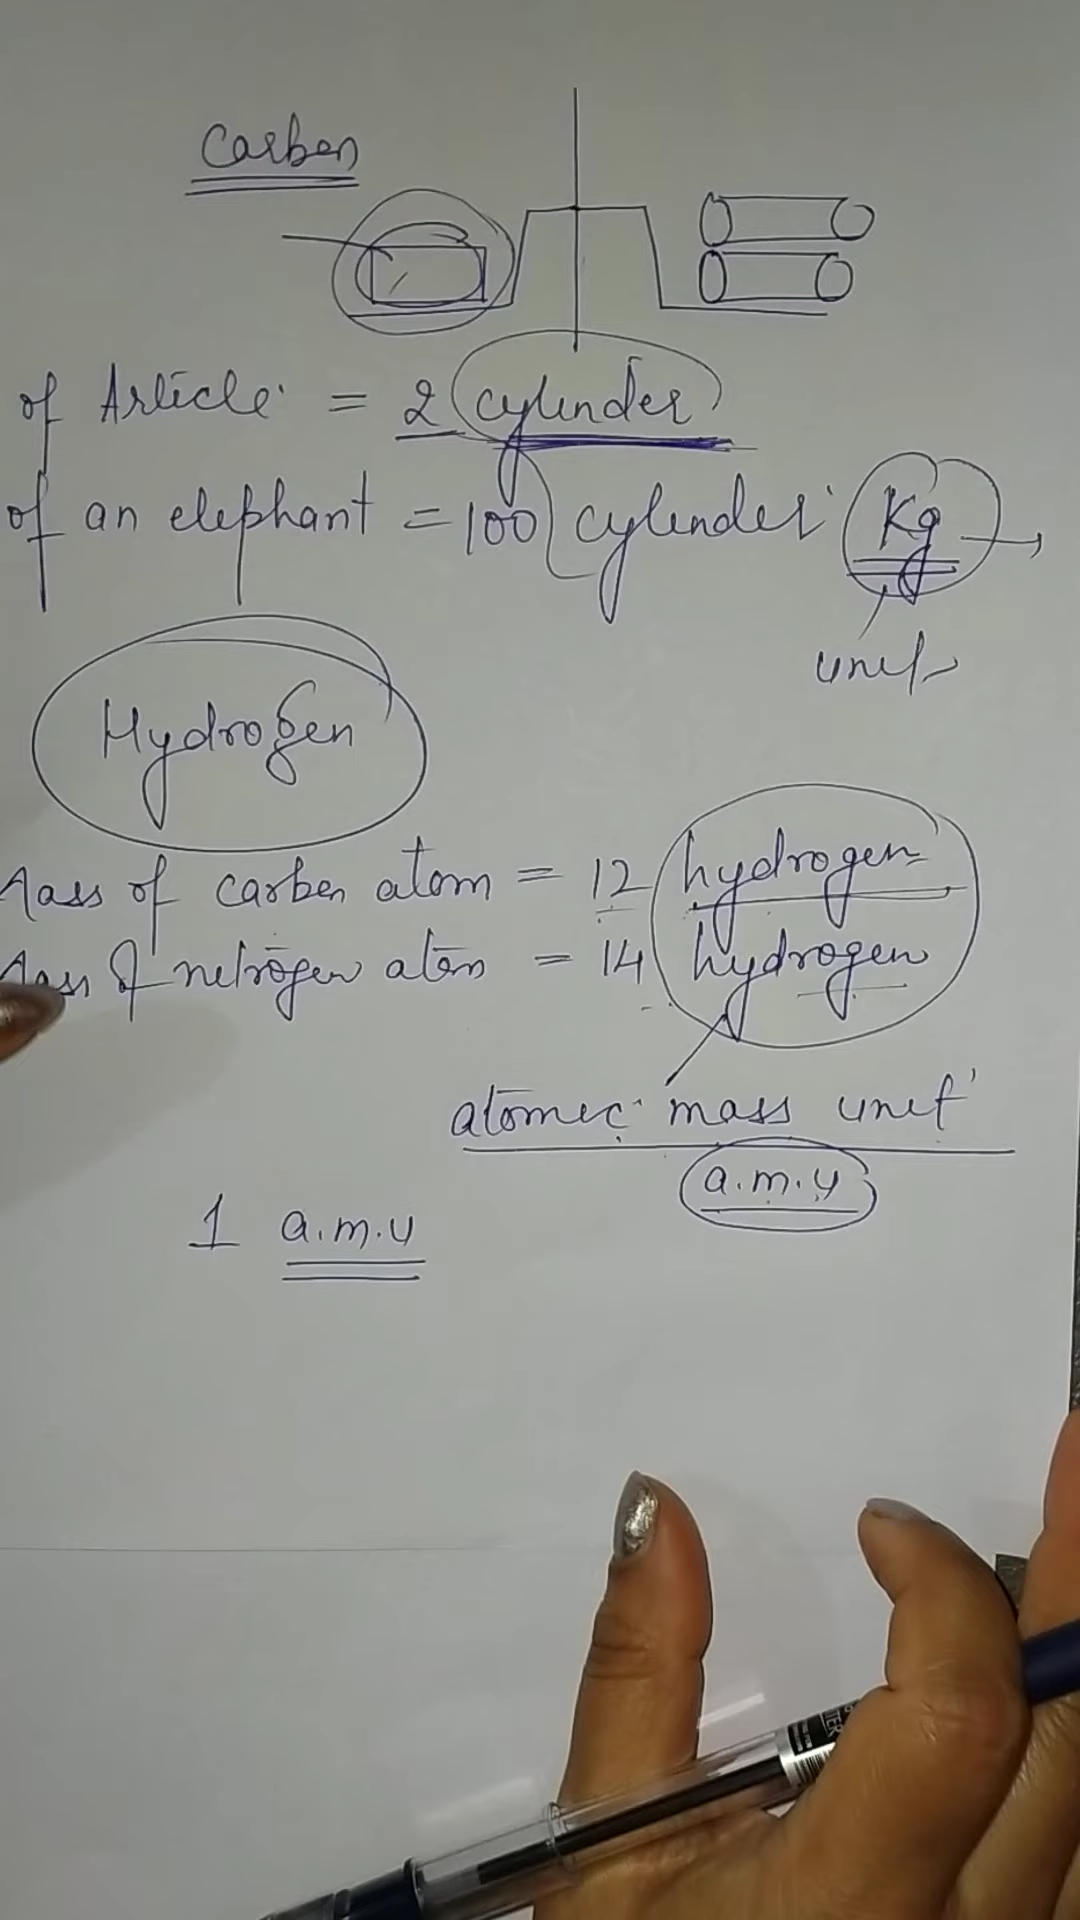 Carbon
of Article = 2 cylinder
of an elephant = 100 cylinder Kg
unit
Hydrogen
Mass of carbon atom = 12 hydrogen
Mass of nitrogen atom = 14 hydrogen
atomic mass unit
a.m.u
1 a.m.u